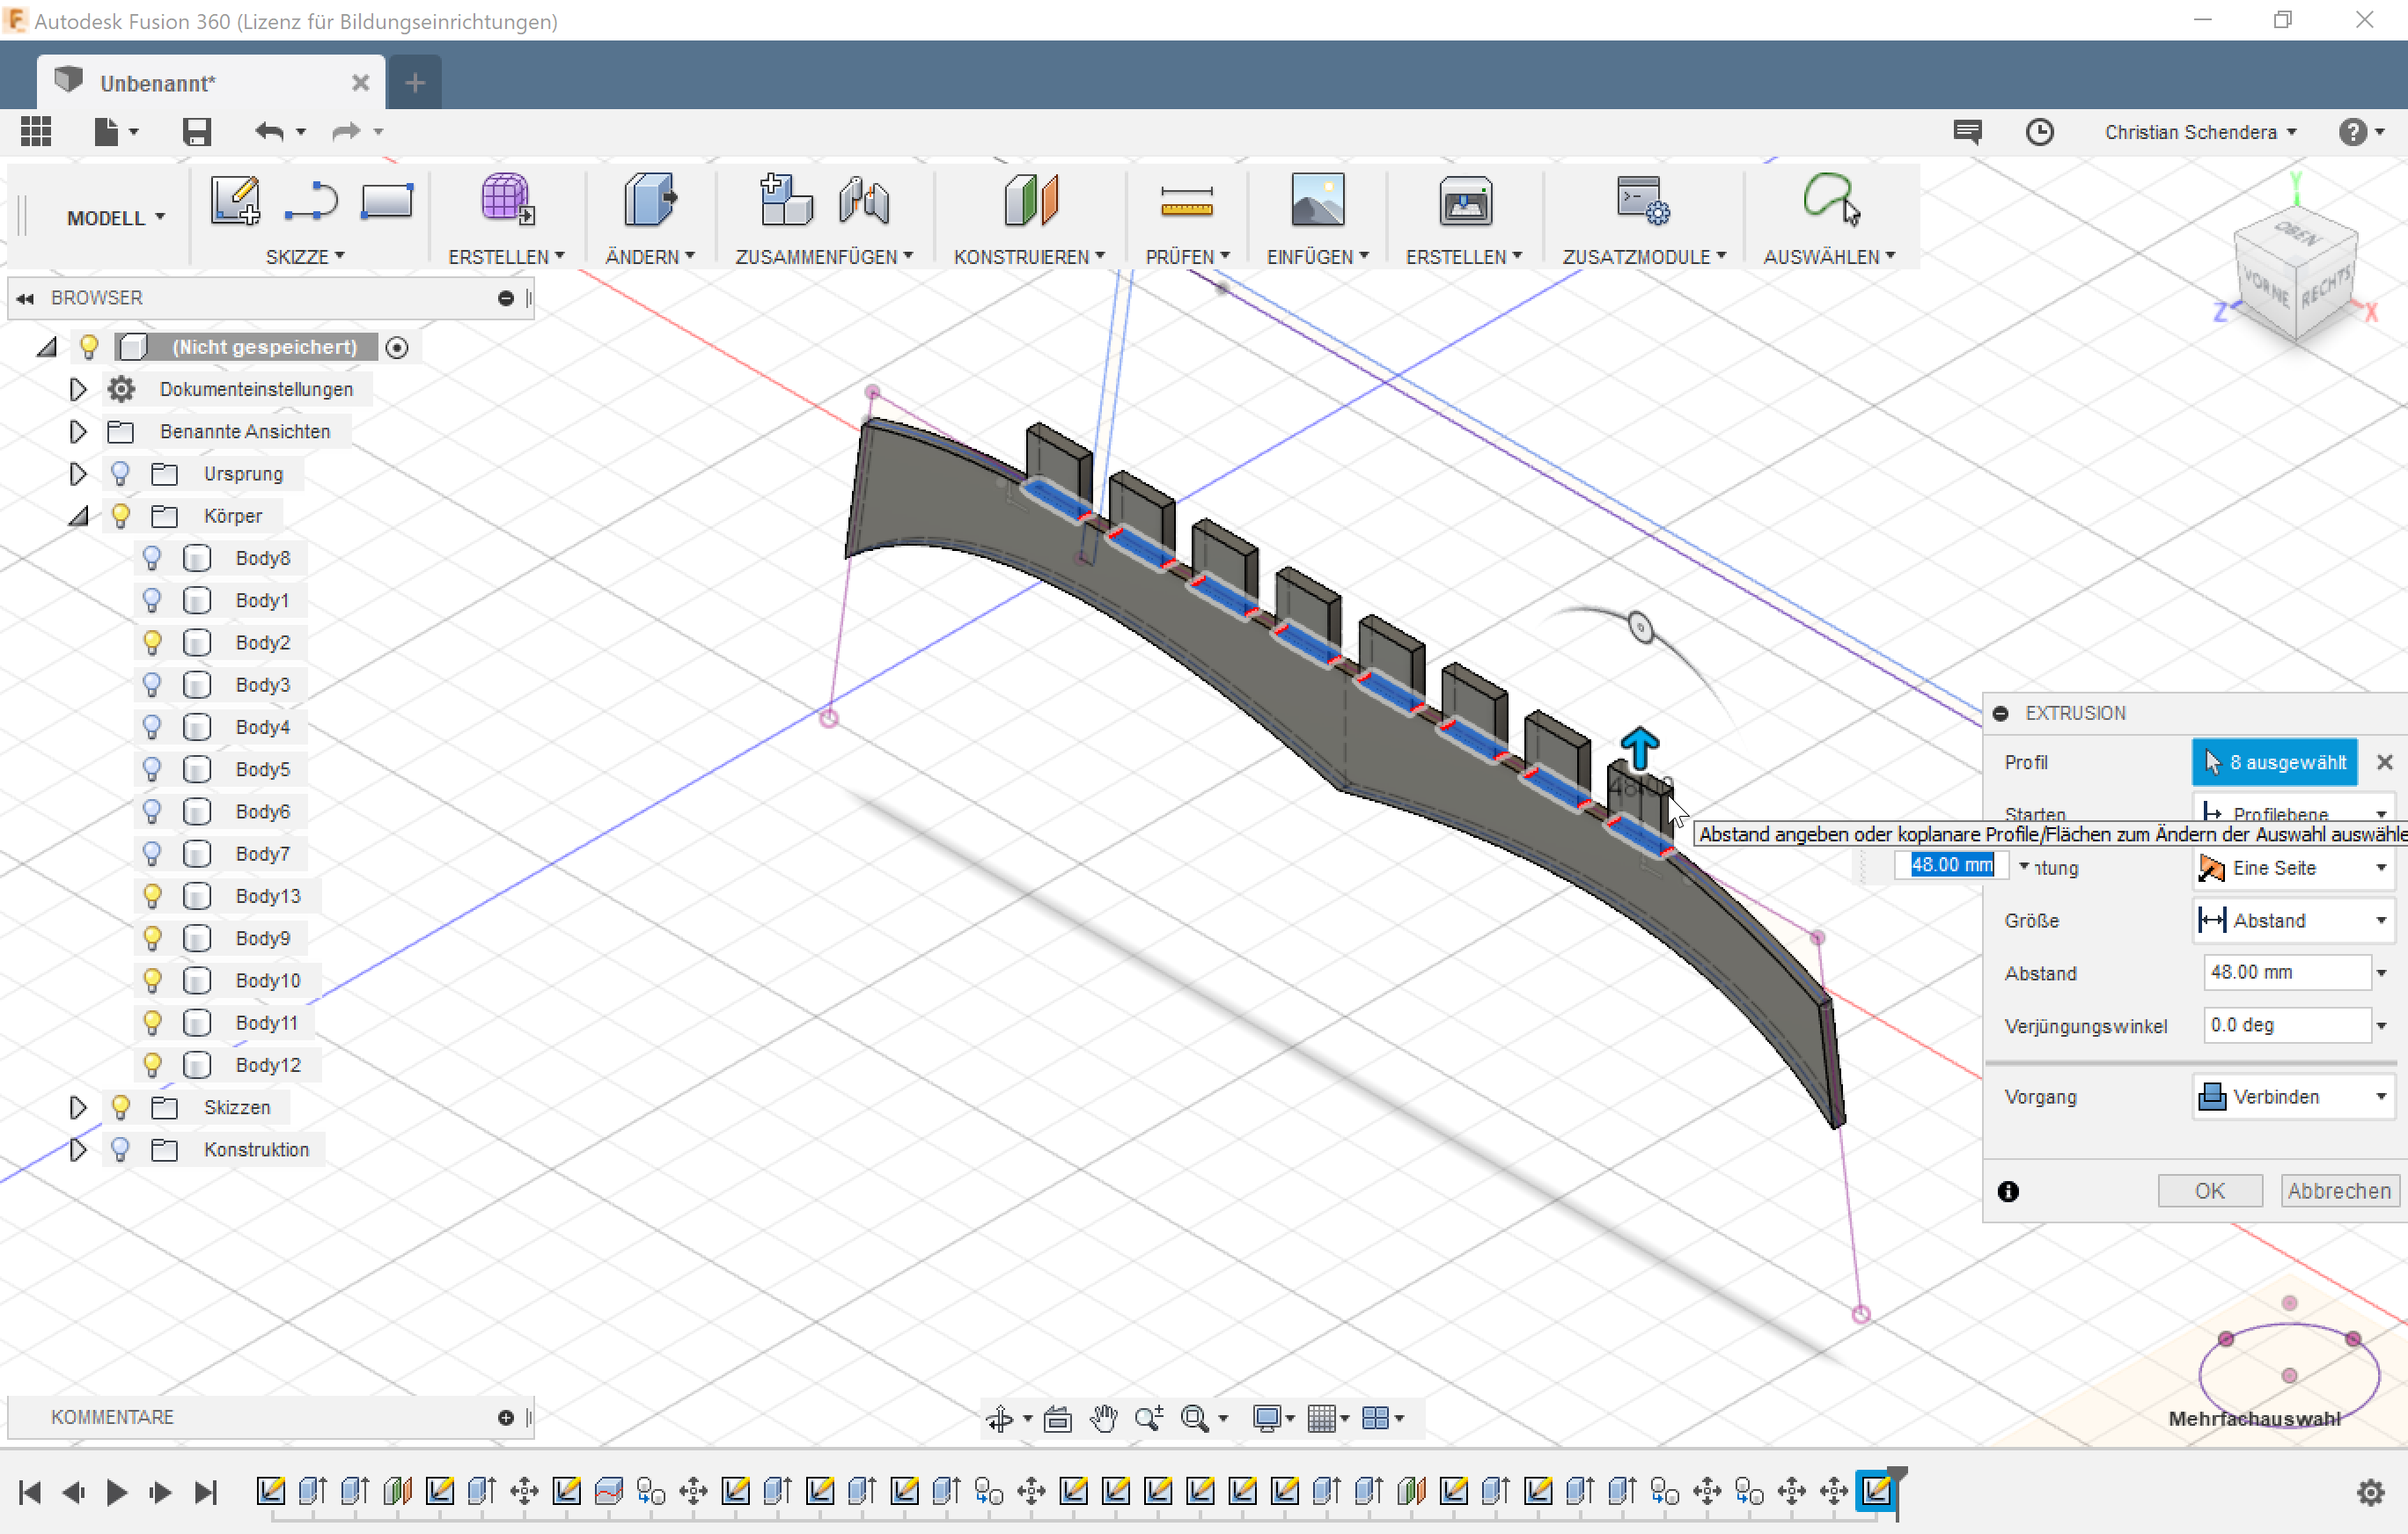 Autodesk Fusion 360 (Lizenz für Bildungseinrichtungen)
Unbenannt*
Christian Schendera
MODELL
SKIZZE
ERSTELLEN
ÄNDERN
ZUSAMMENFÜGEN
KONSTRUIEREN
PRÜFEN
EINFÜGEN
ERSTELLEN
ZUSATZMODULE
AUSWÄHLEN
OBEN
VORNE
RECHTS
Y
Z
X
BROWSER
(Nicht gespeichert)
Dokumenteinstellungen
Benannte Ansichten
Ursprung
Körper
Body8
Body1
Body2
Body3
Body4
Body5
Body6
Body7
Body13
Body9
Body10
Body11
Body12
Skizzen
Konstruktion
EXTRUSION
Profil
8 ausgewählt
Starten
Profilebene
Abstand angeben oder koplanare Profile/Flächen zum Ändern der Auswahl auswähle
48.00 mm
ntung
Eine Seite
Größe
Abstand
Abstand
48.00 mm
Verjüngungswinkel
0.0 deg
Vorgang
Verbinden
OK
Abbrechen
Mehrfachauswahl
KOMMENTARE